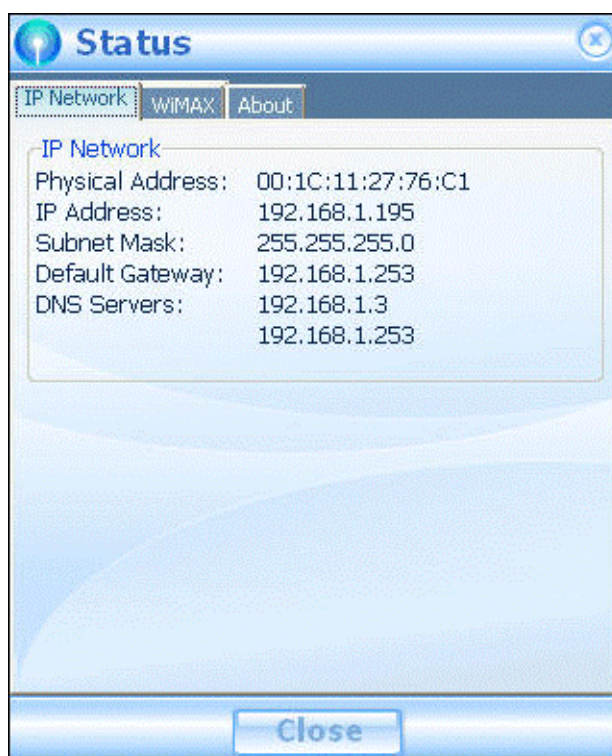 Status
IP Network WiMAX About
IP Network
Physical Address: 00:1C:11:27:76:C1
IP Address: 192.168.1.195
Subnet Mask: 255.255.255.0
Default Gateway: 192.168.1.253
DNS Servers: 192.168.1.3
192.168.1.253
Close